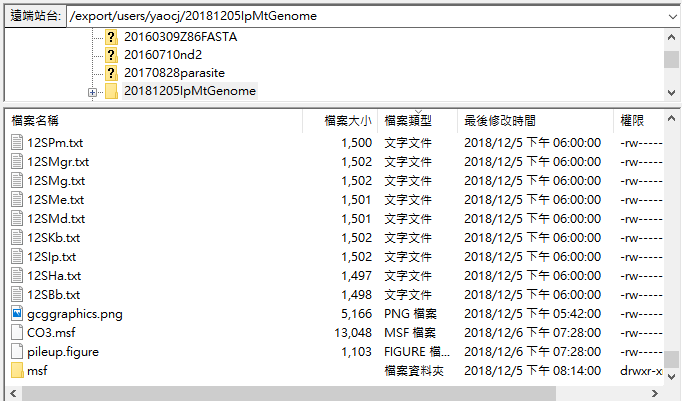 遠端站台: /export/users/yaocj/20181205IpMtGenome
20160309Z86FASTA
20160710nd2
20170828parasite
20181205IpMtGenome
檔案名稱 檔案大小 檔案類型 最後修改時間 權限
12SPm.txt 1,500 文字文件 2018/12/5 下午 06:00:00 -rw-----
12SMgr.txt 1,502 文字文件 2018/12/5 下午 06:00:00 -rw-----
12SMg.txt 1,502 文字文件 2018/12/5 下午 06:00:00 -rw-----
12SMe.txt 1,501 文字文件 2018/12/5 下午 06:00:00 -rw-----
12SMd.txt 1,501 文字文件 2018/12/5 下午 06:00:00 -rw-----
12SKb.txt 1,502 文字文件 2018/12/5 下午 06:00:00 -rw-----
12SIp.txt 1,502 文字文件 2018/12/5 下午 06:00:00 -rw-----
12SHa.txt 1,497 文字文件 2018/12/5 下午 06:00:00 -rw-----
12SBb.txt 1,498 文字文件 2018/12/5 下午 06:00:00 -rw-----
gcggraphics.png 5,166 PNG 檔案 2018/12/5 下午 05:42:00 -rw-----
CO3.msf 13,048 MSF 檔案 2018/12/6 下午 07:28:00 -rw-----
pileup.figure 1,103 FIGURE 檔... 2018/12/6 下午 07:28:00 -rw-----
msf 檔案資料夾 2018/12/5 下午 08:14:00 drwxr-x